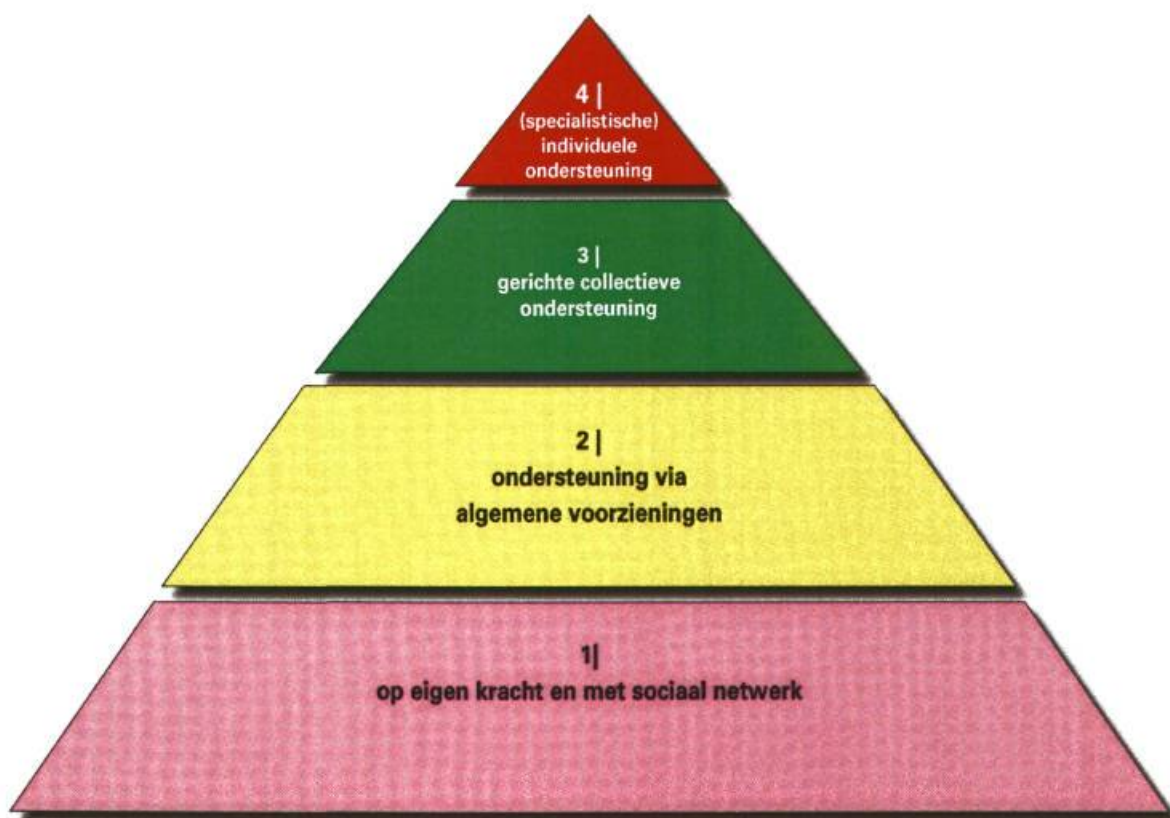 4 |
(specialistische)
individuele
ondersteuning
3 |
gerichte collectieve
ondersteuning
2 |
ondersteuning via
algemene voorzieningen
1|
op eigen kracht en met sociaal netwerk